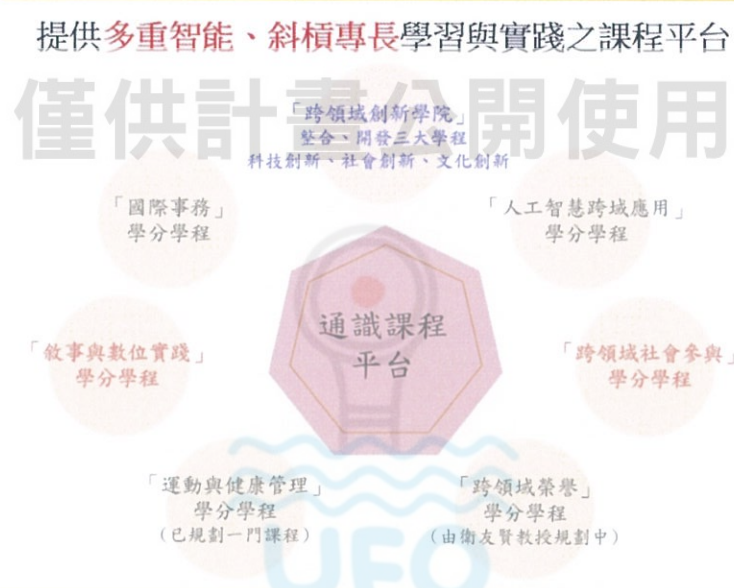 提供多重智能、斜槓專長學習與實踐之課程平台
僅供計畫公開使用
「跨領域創新學院」
整合、開發三大學程
科技創新、社會創新、文化創新
「國際事務」
學分學程
「人工智慧跨域應用」
學分學程
通識課程
平台
「敘事與數位實踐」
學分學程
「跨領域社會參與」
學分學程
「運動與健康管理」
學分學程
(已規劃一門課程)
「跨領域榮譽」
學分學程
(由衛友賢教授規劃中)
UFO